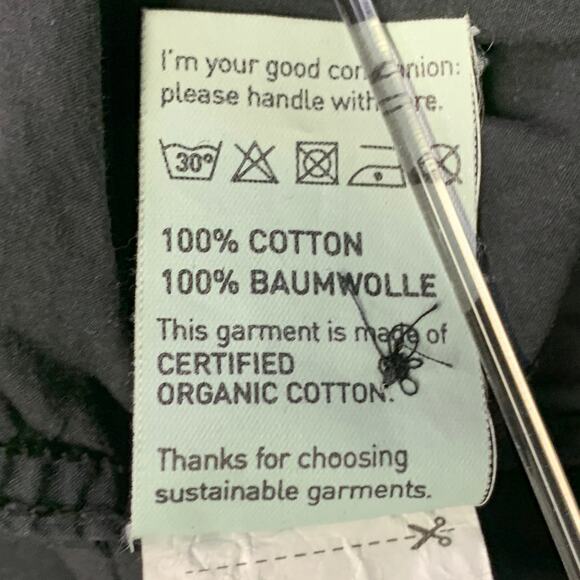 I'm your good companion:
please handle with care.
30°
100% COTTON
100% BAUMWOLLE
This garment is made of
CERTIFIED
ORGANIC COTTON.
Thanks for choosing
sustainable garments.